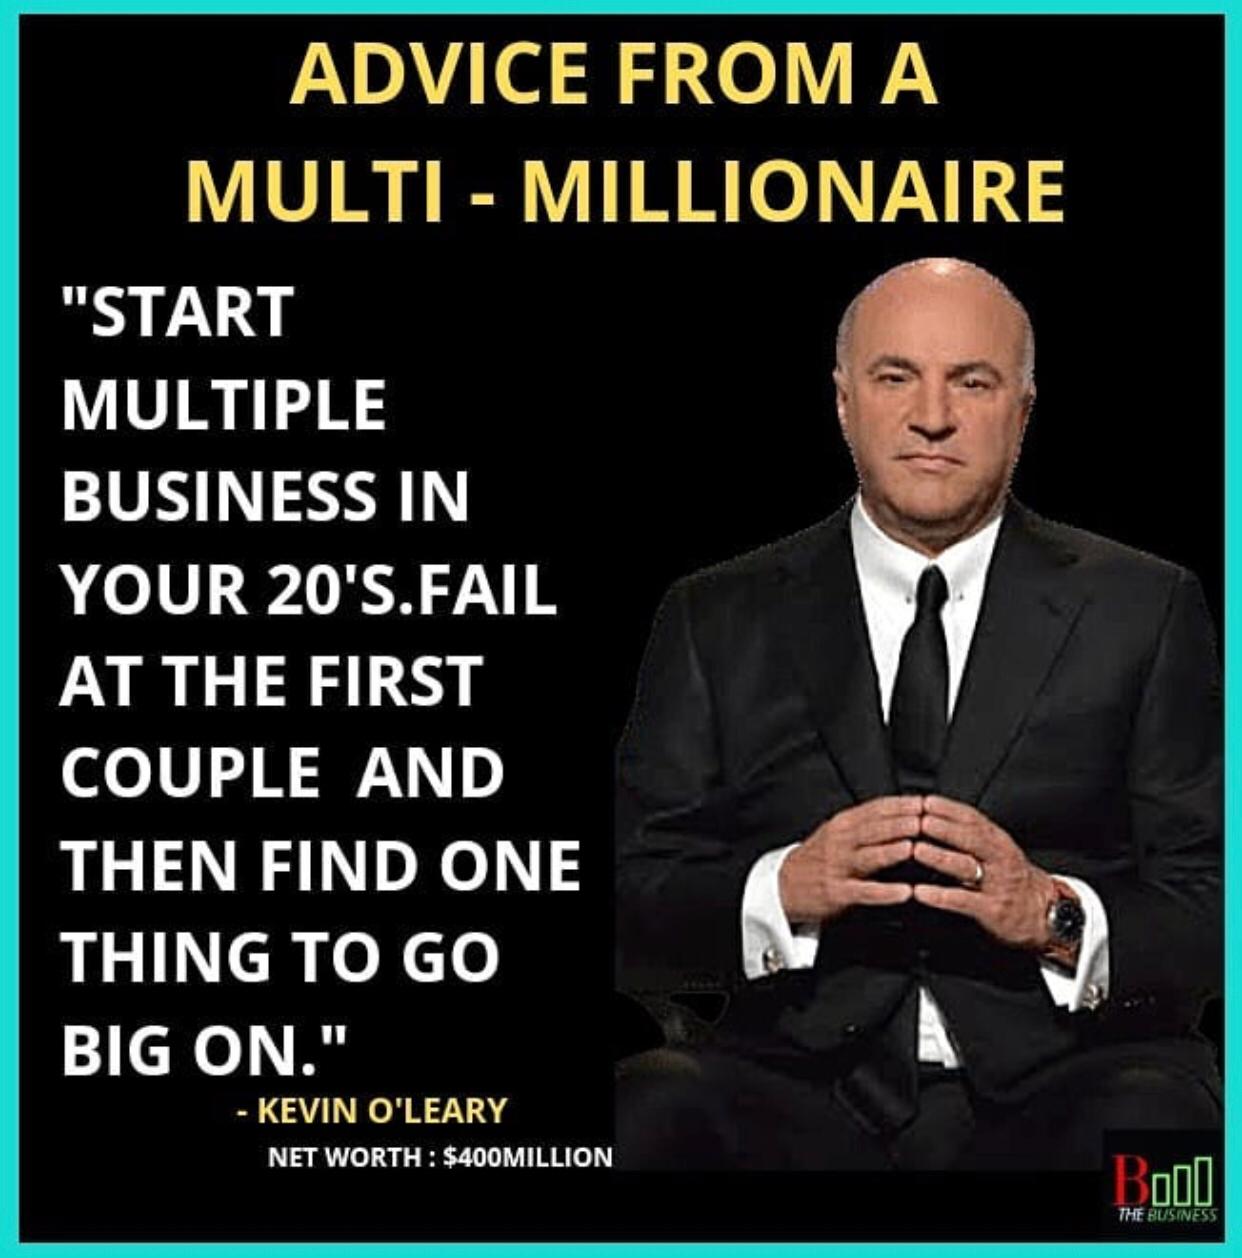 ADVICE FROM A
MULTI - MILLIONAIRE
"START
MULTIPLE
BUSINESS IN
YOUR 20'S.FAIL
AT THE FIRST
COUPLE AND
THEN FIND ONE
THING TO GO
BIG ON."
- KEVIN O'LEARY
NET WORTH : $400MILLION
B
THE BUSINESS